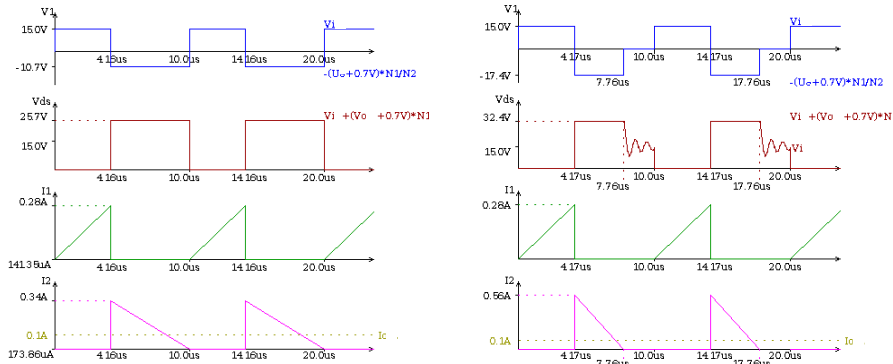 V1
15.0V
Vi
4.16us
10.0us
14.16us
20.0us
-10.7V
-(Uo+0.7V)*N1/N2
Vds
25.7V
Vi +(Vo +0.7V)*N1
15.0V
4.16us
10.0us
14.16us
20.0us
I1
0.28A
141.35uA
4.16us
10.0us
14.16us
20.0us
I2
0.34A
0.1A
Io
173.86uA
4.16us
10.0us
14.16us
20.0us
V1
15.0V
Vi
4.17us
10.0us
14.17us
20.0us
-17.4V
7.76us
17.76us
-(Uo+0.7V)*N1/N2
Vds
32.4V
Vi +(Vo +0.7V)*N
15.0V
Vi
4.17us
10.0us
14.17us
20.0us
7.76us
17.76us
I1
0.28A
4.17us
10.0us
14.17us
20.0us
I2
0.56A
0.1A
Io
4.17us
10.0us
14.17us
20.0us
7.76us
17.76us